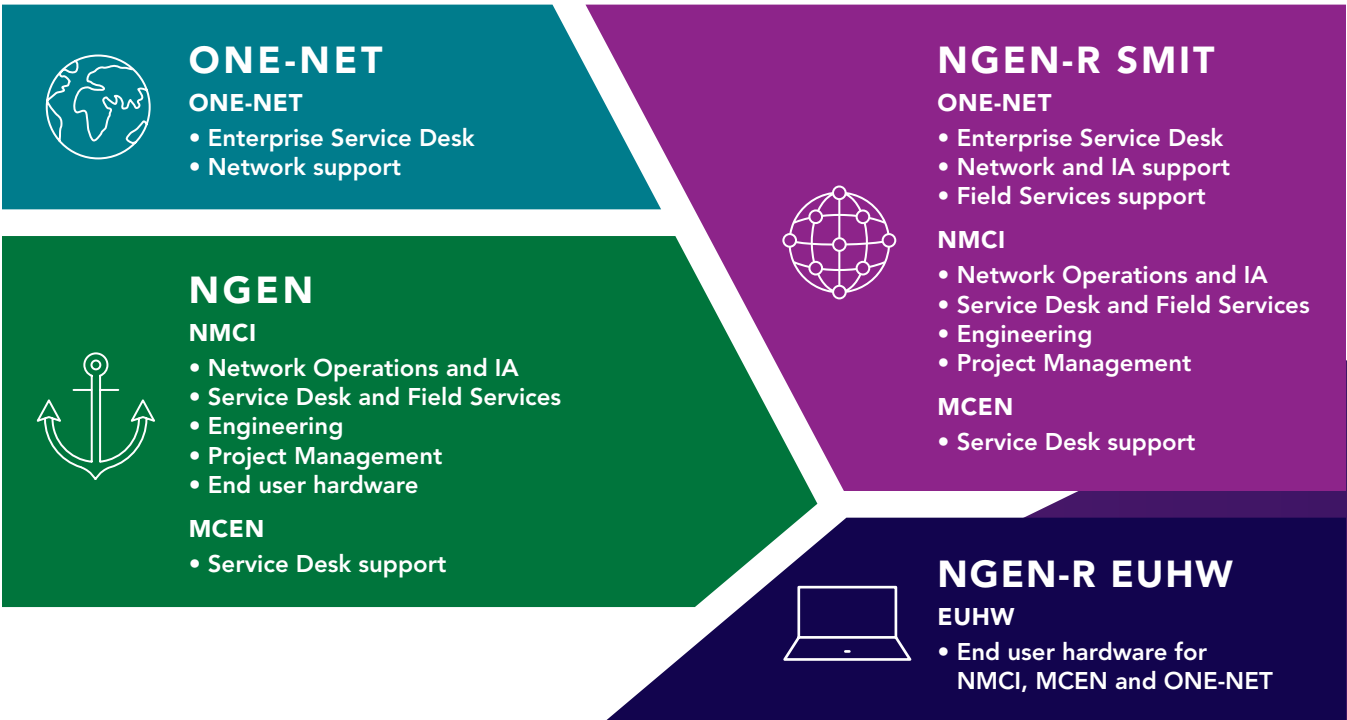 ONE-NET
ONE-NET
• Enterprise Service Desk
• Network support
NGEN
NMCI
• Network Operations and IA
• Service Desk and Field Services
• Engineering
• Project Management
• End user hardware
MCEN
• Service Desk support
NGEN-R SMIT
ONE-NET
• Enterprise Service Desk
• Network and IA support
• Field Services support
NMCI
• Network Operations and IA
• Service Desk and Field Services
• Engineering
• Project Management
MCEN
• Service Desk support
NGEN-R EUHW
EUHW
• End user hardware for
NMCI, MCEN and ONE-NET